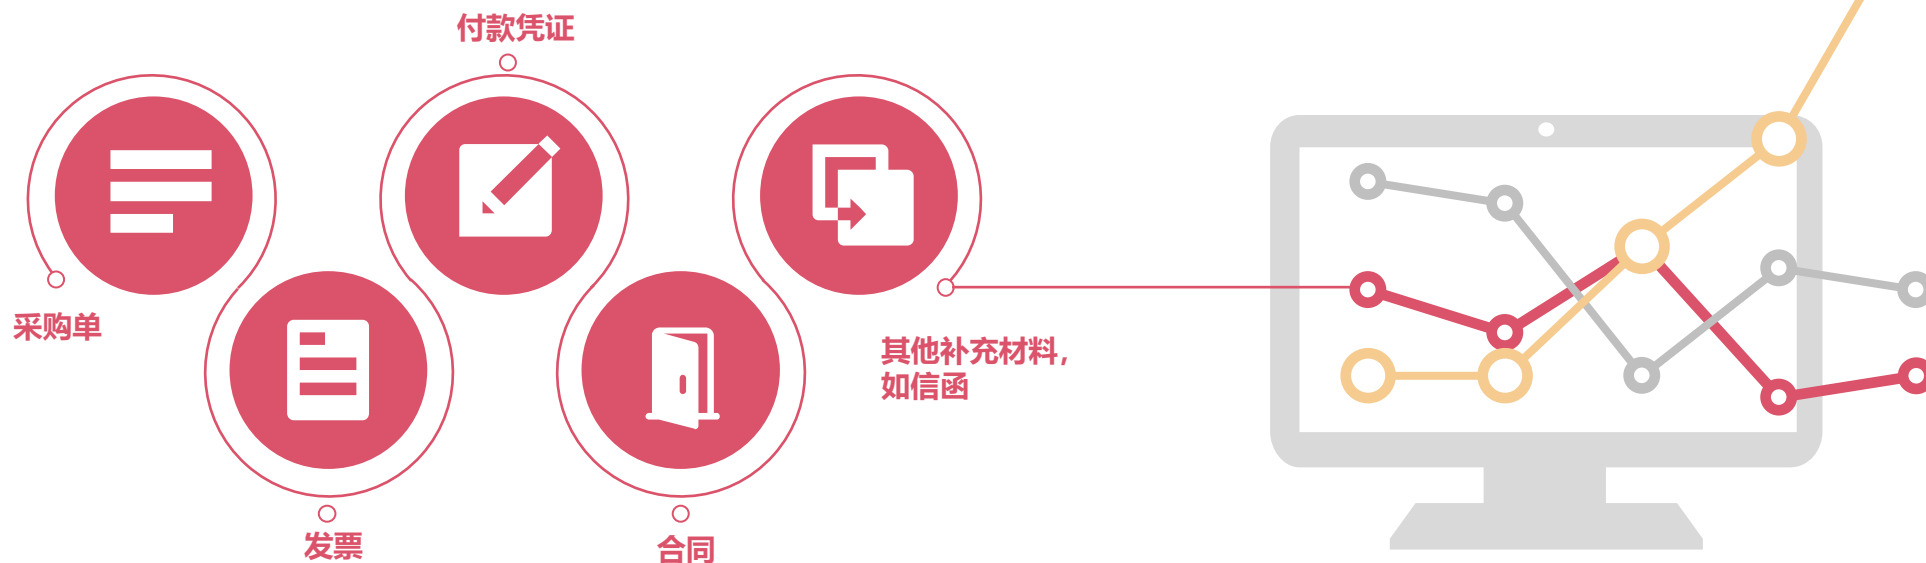 付款凭证
采购单
其他补充材料，
如信函
发票
合同